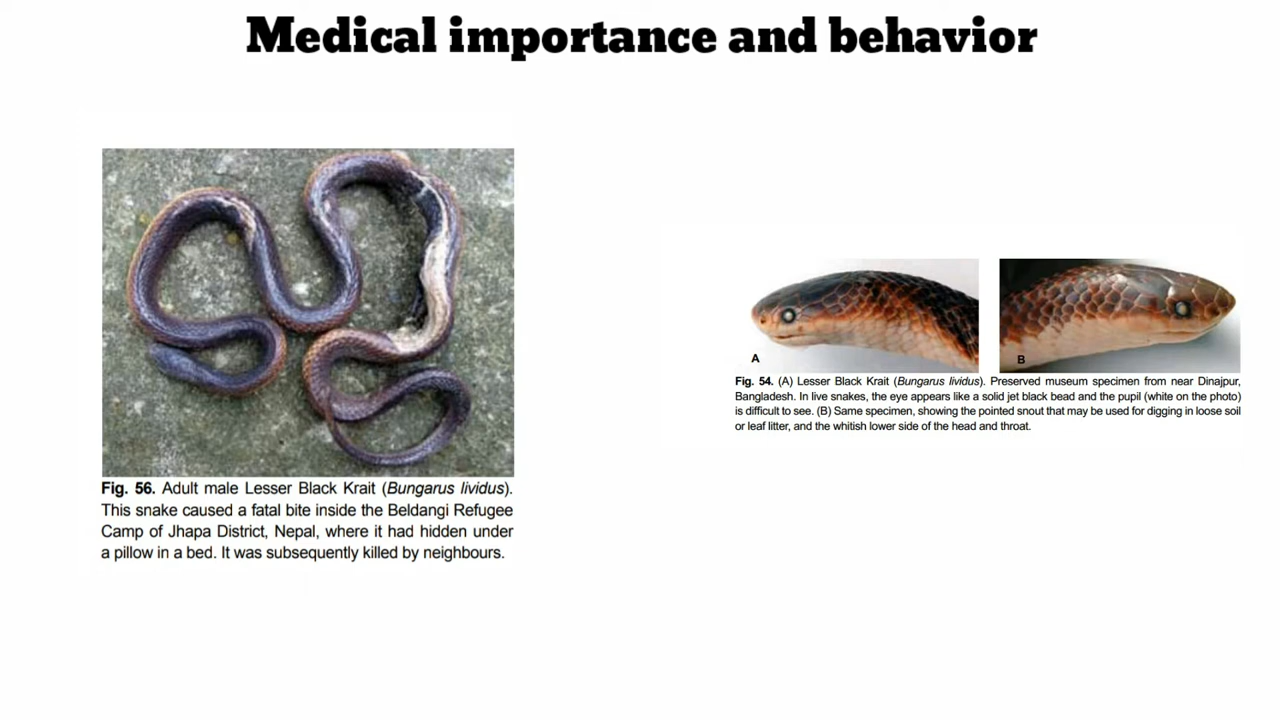 Medical importance and behavior
Fig. 56. Adult male Lesser Black Krait (Bungarus lividus).
This snake caused a fatal bite inside the Beldangi Refugee
Camp of Jhapa District, Nepal, where it had hidden under
a pillow in a bed. It was subsequently killed by neighbours.
A
B
Fig. 54. (A) Lesser Black Krait (Bungarus lividus). Preserved museum specimen from near Dinajpur,
Bangladesh. In live snakes, the eye appears like a solid jet black bead and the pupil (white on the photo)
is difficult to see. (B) Same specimen, showing the pointed snout that may be used for digging in loose soil
or leaf litter, and the whitish lower side of the head and throat.